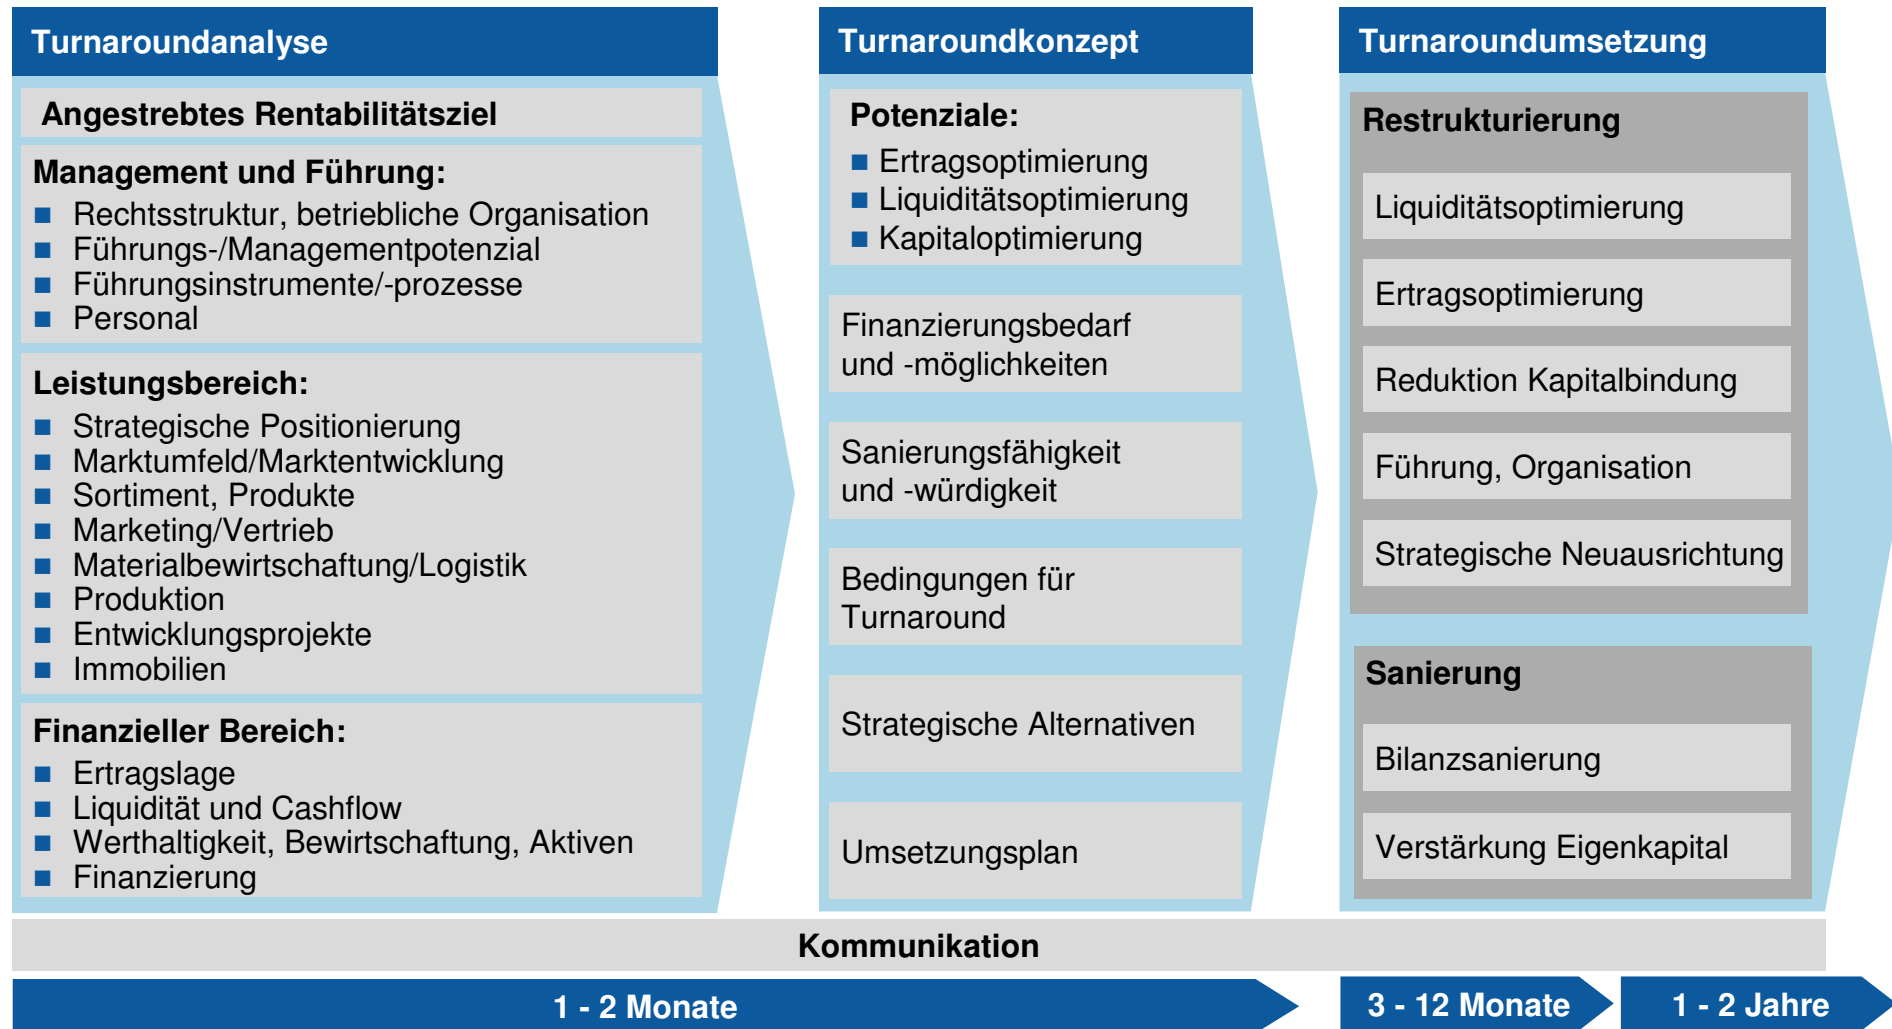 Turnaroundanalyse
Angestrebtes Rentabilitätsziel
Management und Führung:
Rechtsstruktur, betriebliche Organisation
Führungs-/Managementpotenzial
Führungsinstrumente/-prozesse
Personal
Leistungsbereich:
Strategische Positionierung
Marktumfeld/Marktentwicklung
Sortiment, Produkte
Marketing/Vertrieb
Materialbewirtschaftung/Logistik
Produktion
Entwicklungsprojekte
Immobilien
Finanzieller Bereich:
Ertragslage
Liquidität und Cashflow
Werthaltigkeit, Bewirtschaftung, Aktiven
Finanzierung
Turnaroundkonzept
Potenziale:
Ertragsoptimierung
Liquiditätsoptimierung
Kapitaloptimierung
Finanzierungsbedarf
und -möglichkeiten
Sanierungsfähigkeit
und -würdigkeit
Bedingungen für
Turnaround
Strategische Alternativen
Umsetzungsplan
Turnaroundumsetzung
Restrukturierung
Liquiditätsoptimierung
Ertragsoptimierung
Reduktion Kapitalbindung
Führung, Organisation
Strategische Neuausrichtung
Sanierung
Bilanzsanierung
Verstärkung Eigenkapital
Kommunikation
1 - 2 Monate
3 - 12 Monate
1 - 2 Jahre